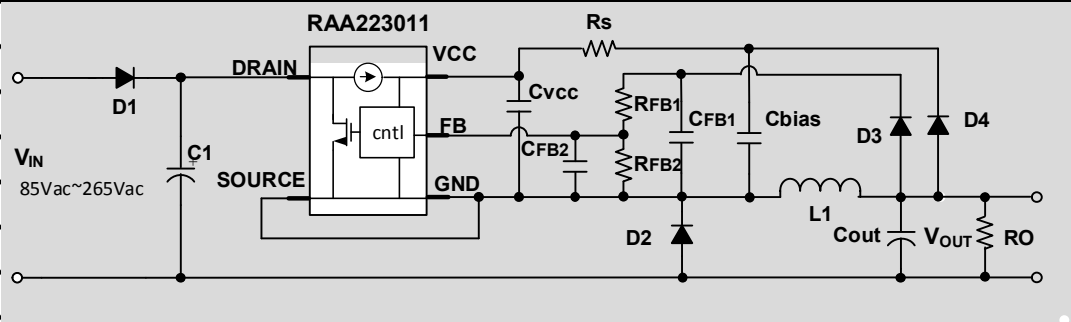 RAA223011
Rs
VCC
DRAIN
D1
Cvcc
RFB1
CFB1
Cbias
cntl
FB
D3
D4
CFB2
VIN
C1
+
RFB2
85Vac~265Vac
SOURCE
GND
L1
D2
Cout
VOUT
RO